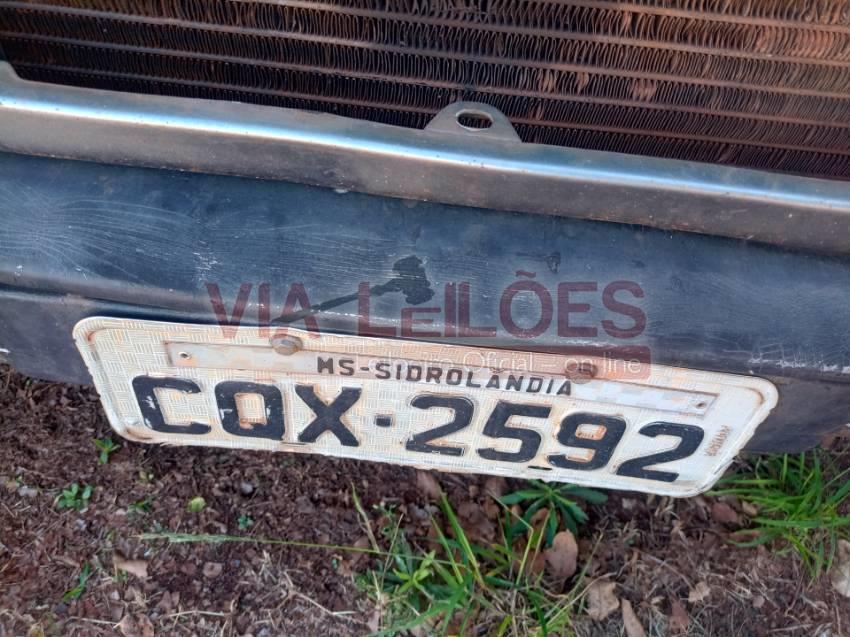 VIA LEILÕES
MS-SIDROLANDIA
CQX-2592